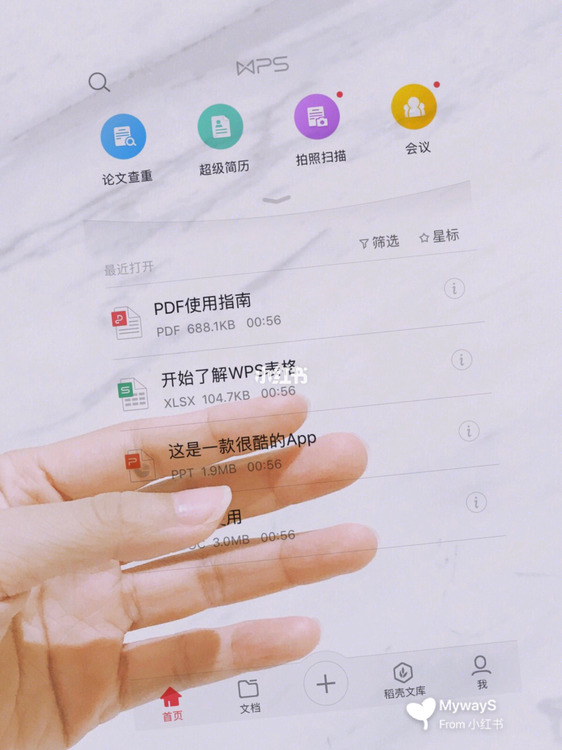 WPS
论文查重
超级简历
拍照扫描
会议
筛选
星标
最近打开
PDF使用指南
PDF 688.1KB 00:56
开始了解WPS表格
小红书
XLSX 104.7KB 00:56
这是一款很酷的App
PPT 1.9MB 00:56
用
3.0MB 00:56
首页
文档
稻壳文库
我
MywayS
From 小红书